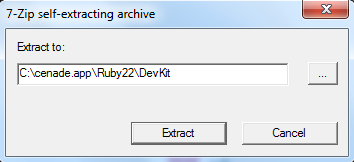 7-Zip self-extracting archive
Extract to:
C:\cenade.app\Ruby22\DevKit
...
Extract
Cancel